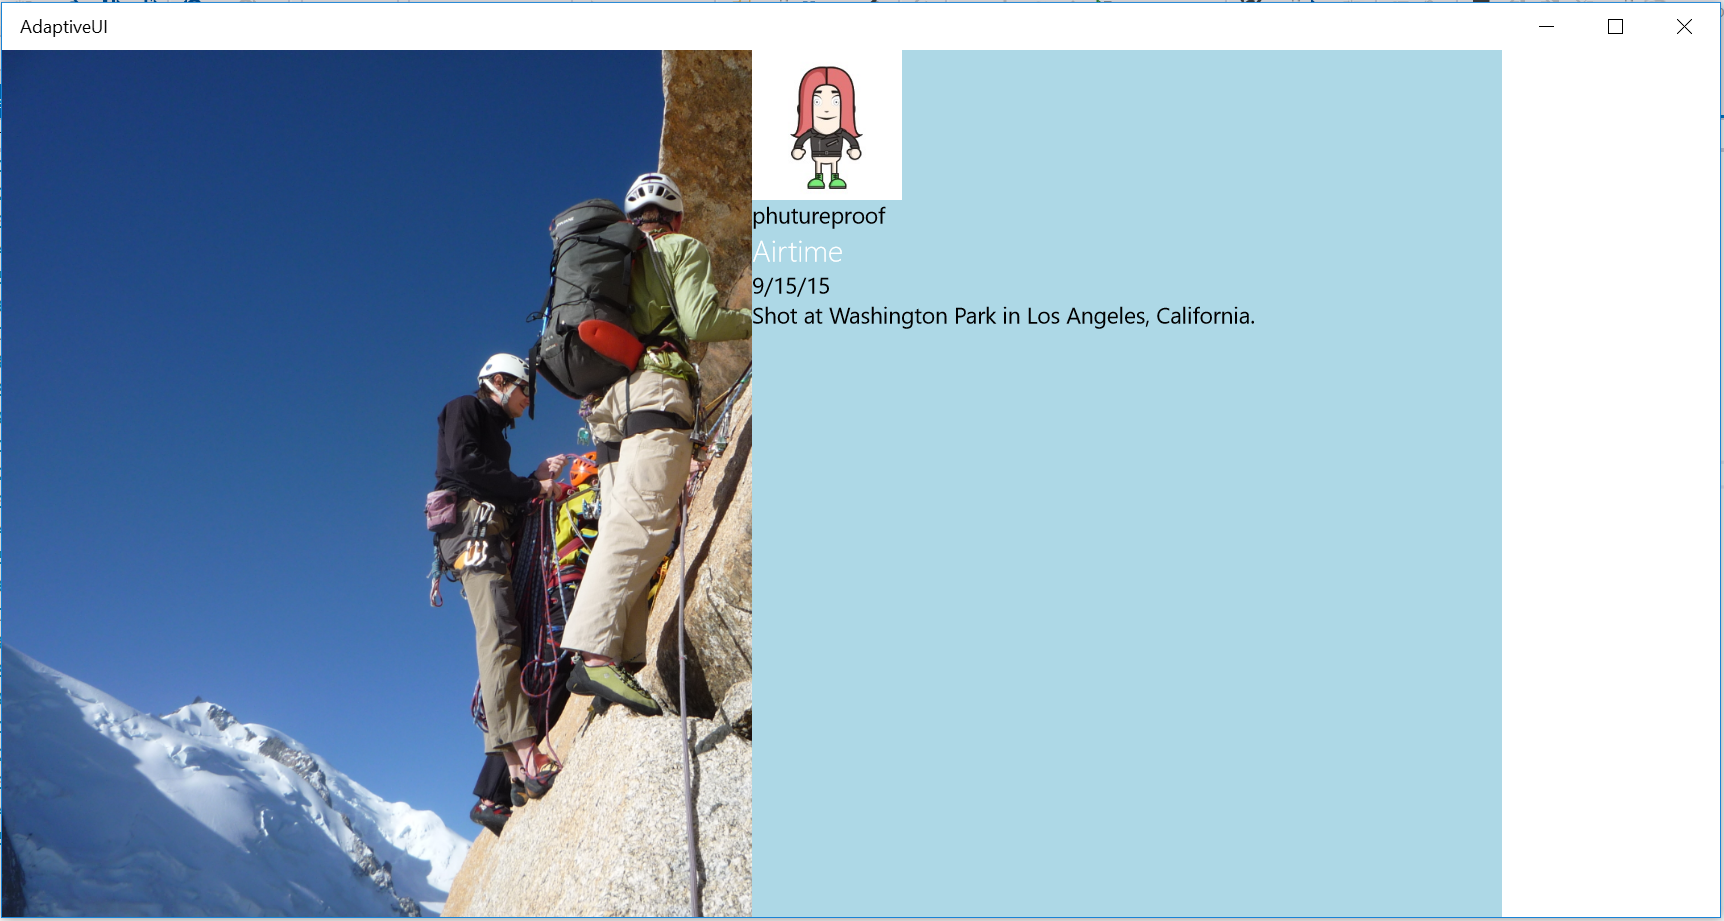 AdaptiveUI
phutureproof
Airtime
9/15/15
Shot at Washington Park in Los Angeles, California.